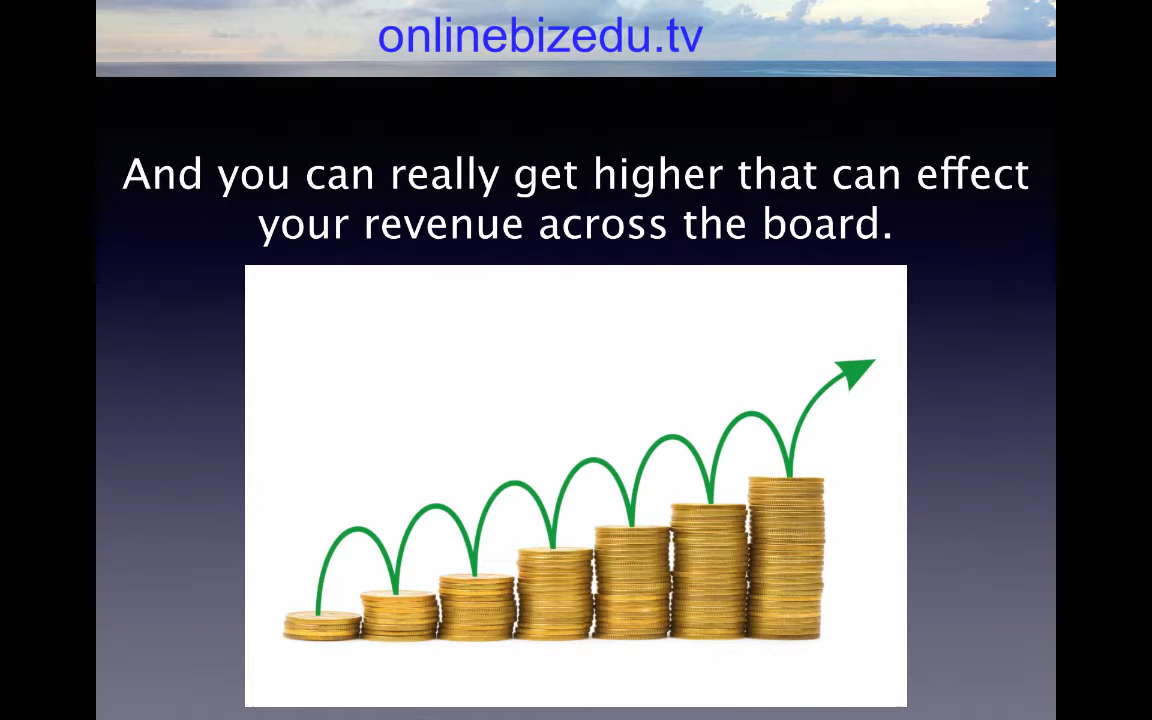 onlinebizedu.tv
And you can really get higher that can effect
your revenue across the board.